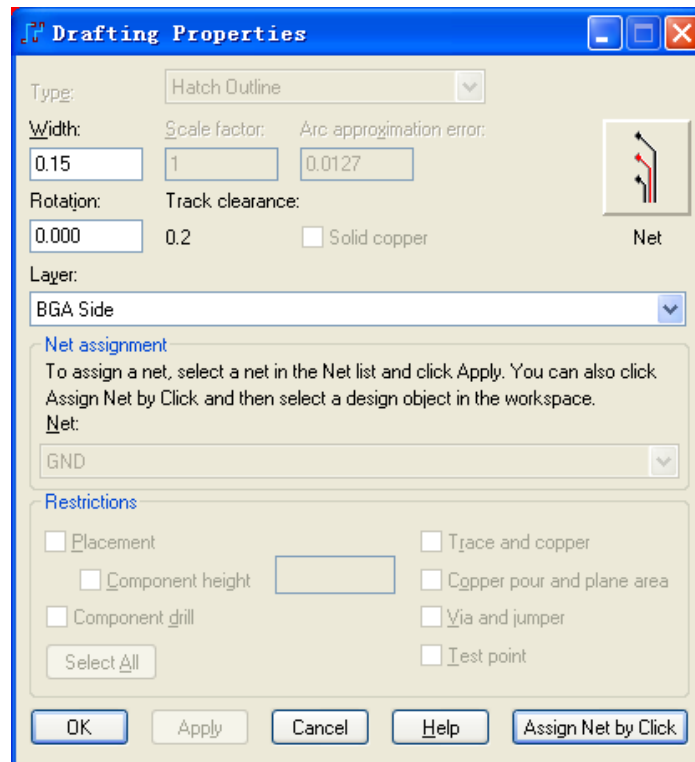 Drafting Properties
Type: Hatch Outline
Width: Scale factor: Arc approximation error:
0.15 1 0.0127
Rotation: Track clearance:
0.000 0.2 Solid copper Net
Layer:
BGA Side
Net assignment
To assign a net, select a net in the Net list and click Apply. You can also click
Assign Net by Click and then select a design object in the workspace.
Net:
GND
Restrictions
Placement Trace and copper
Component height Copper pour and plane area
Component drill Via and jumper
Select All Test point
OK Apply Cancel Help Assign Net by Click